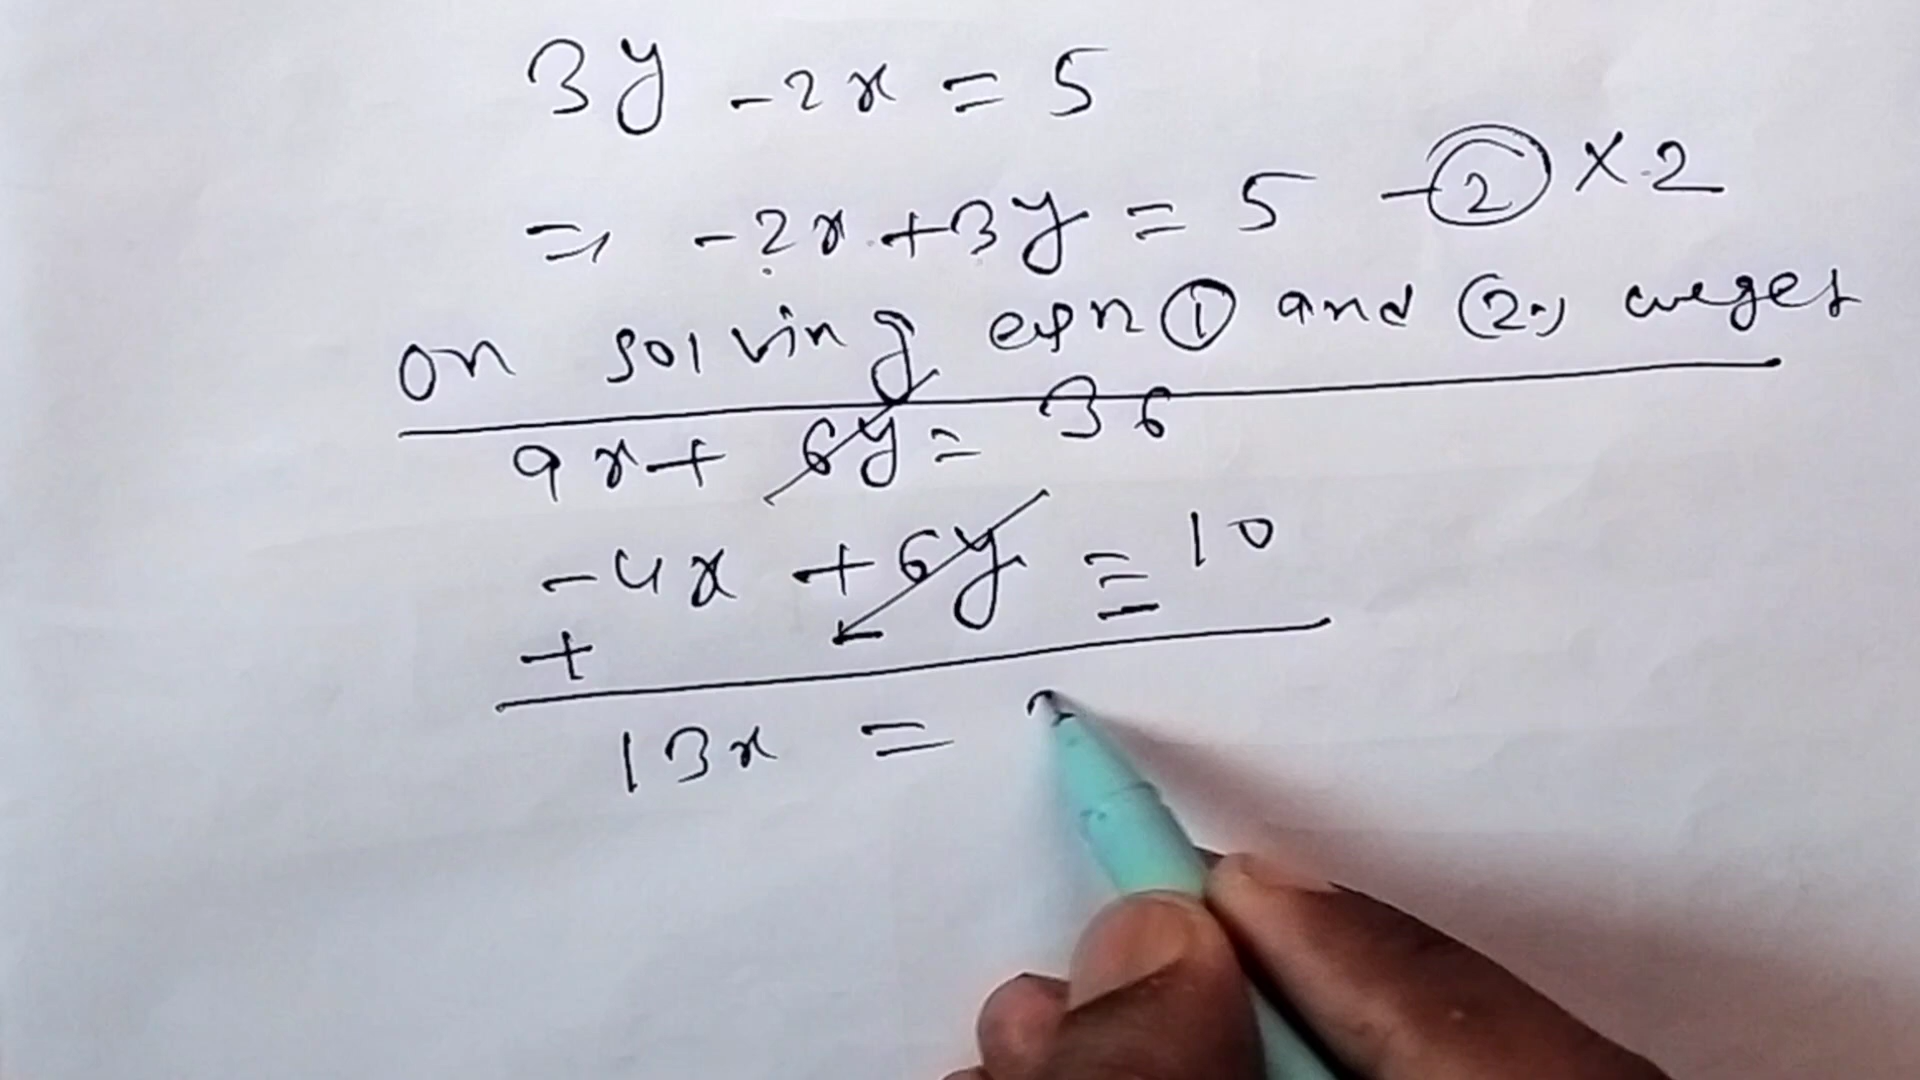 3y - 2x = 5
⇒ -2x + 3y = 5 - ② × 2
on solving eqn ① and ②, we get
9x + 6y = 36
-4x + 6y = 10
+ - -
13x =